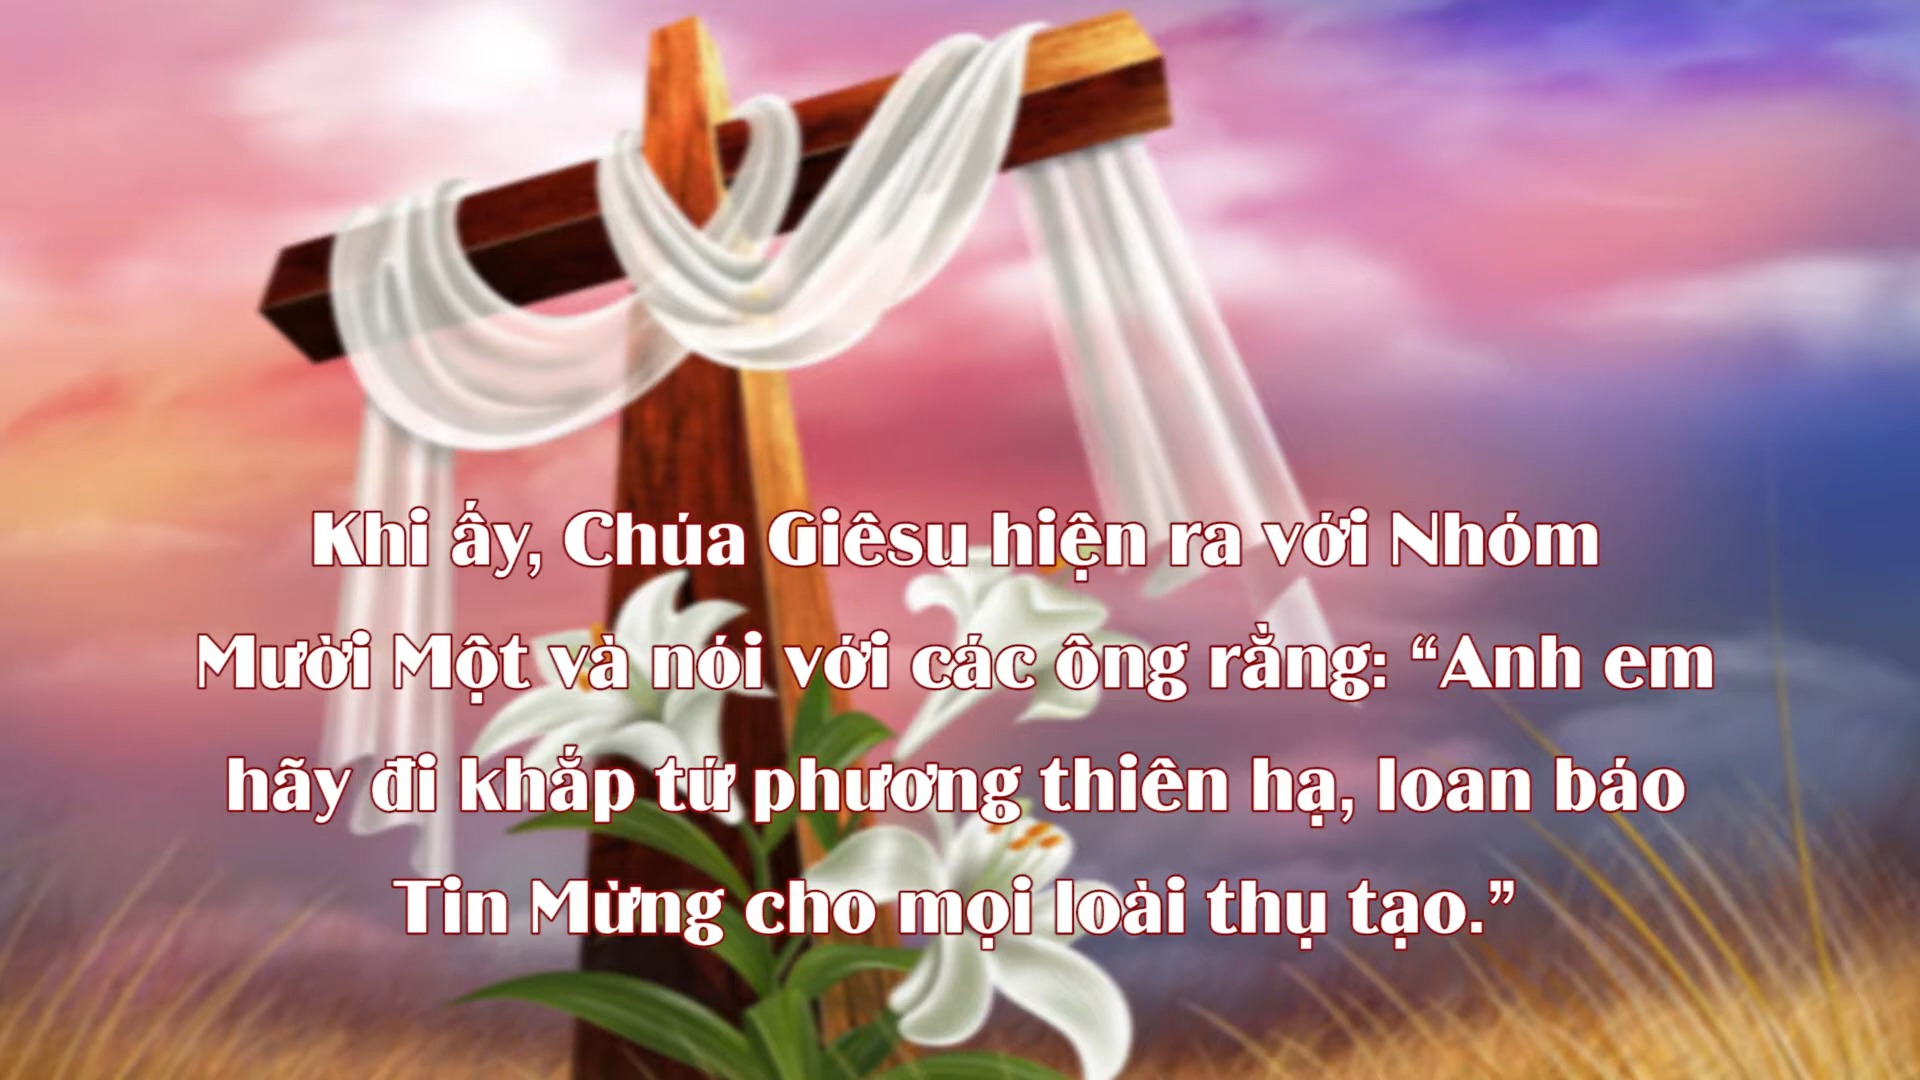 Khi ấy, Chúa Giêsu hiện ra với Nhóm
Mười Một và nói với các ông rằng: “Anh em
hãy đi khắp tứ phương thiên hạ, loan báo
Tin Mừng cho mọi loài thụ tạo.”